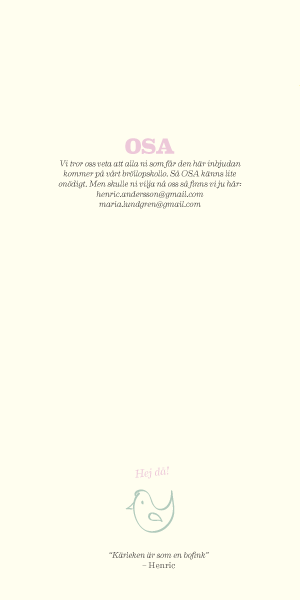 OSA
Vi tror oss veta att alla ni som får den här inbjudan
kommer på vårt bröllopskollo. Så OSA känns lite
onödigt. Men skulle ni vilja nå oss så finns vi ju här:
henric.andersson@gmail.com
maria.lundgren@gmail.com
Hej då!
"Kärleken är som en bofink"
– Henric